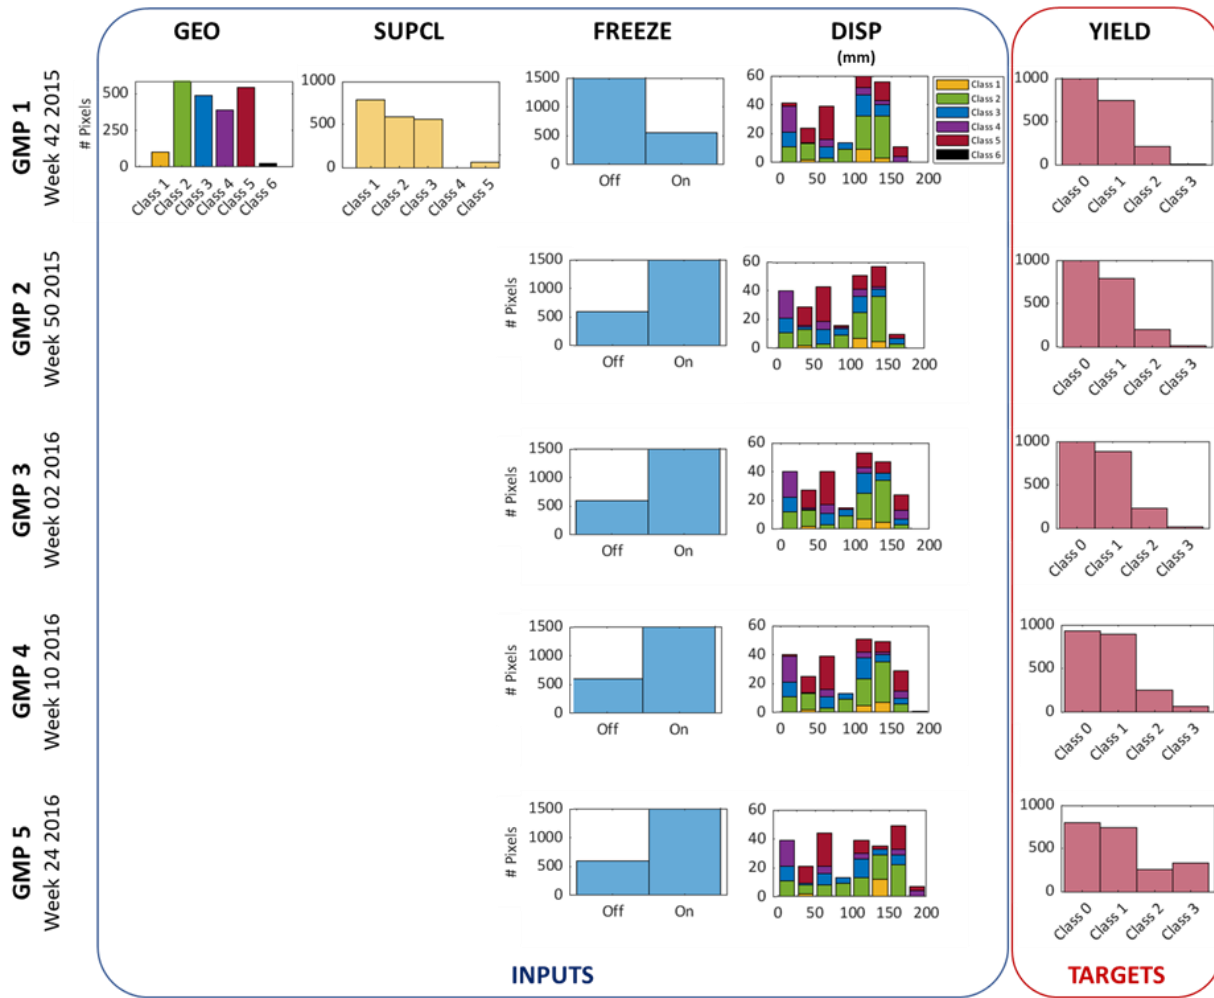 GEO SUPCL FREEZE DISP YIELD
(mm)
GMP 1
Week 42 2015
# Pixels
500
250
0
Class 1 Class 2 Class 3 Class 4 Class 5 Class 6
1000
500
0
Class 1 Class 2 Class 3 Class 4 Class 5
1500
1000
500
0
Off On
60
40
20
0
0 50 100 150 200
Class 1
Class 2
Class 3
Class 4
Class 5
Class 6
1000
500
0
Class 0 Class 1 Class 2 Class 3
GMP 2
Week 50 2015
# Pixels
1500
1000
500
0
Off On
60
40
20
0
0 50 100 150 200
1000
500
0
Class 0 Class 1 Class 2 Class 3
GMP 3
Week 02 2016
# Pixels
1500
1000
500
0
Off On
60
40
20
0
0 50 100 150 200
1000
500
0
Class 0 Class 1 Class 2 Class 3
GMP 4
Week 10 2016
# Pixels
1500
1000
500
0
Off On
60
40
20
0
0 50 100 150 200
1000
500
0
Class 0 Class 1 Class 2 Class 3
GMP 5
Week 24 2016
# Pixels
1500
1000
500
0
Off On
60
40
20
0
0 50 100 150 200
1000
500
0
Class 0 Class 1 Class 2 Class 3
INPUTS TARGETS